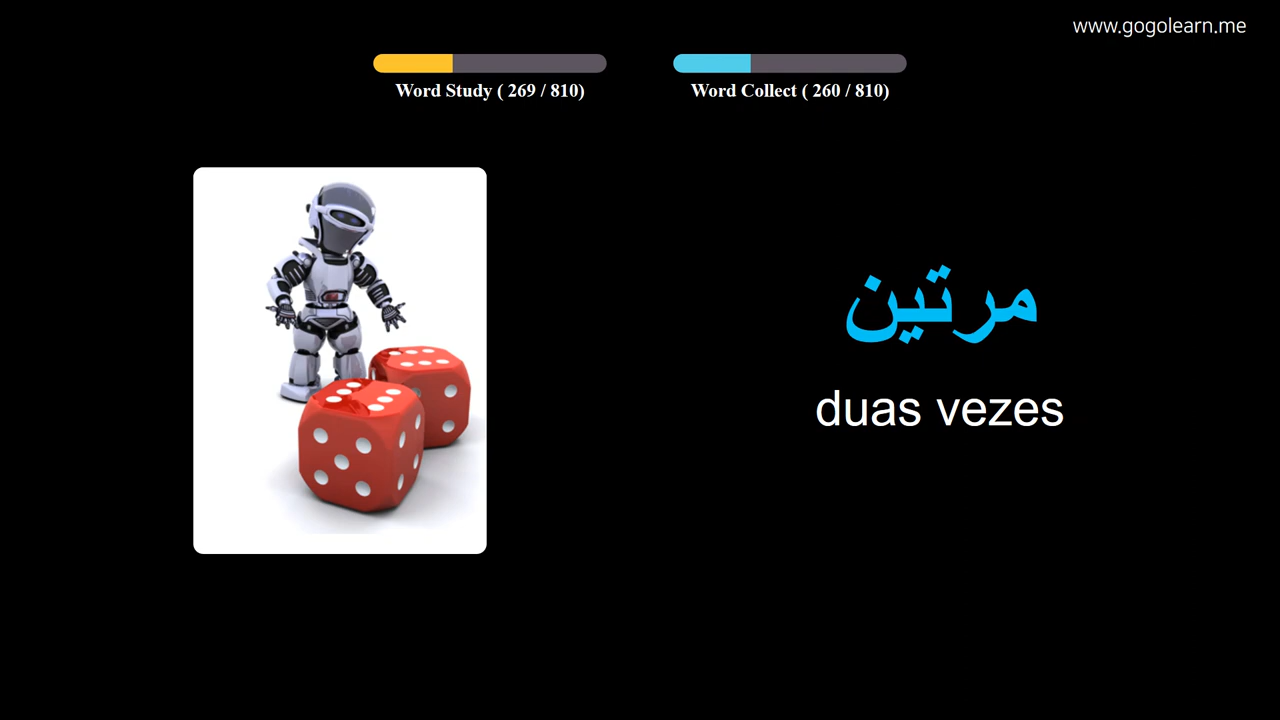 www.gogolearn.me
Word Study ( 269 / 810)
Word Collect ( 260 / 810)
مرتين
duas vezes